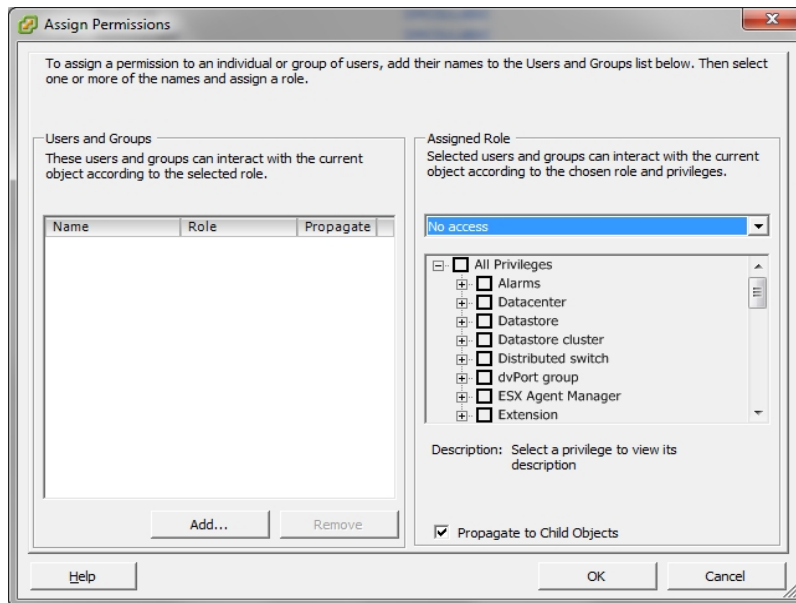 Assign Permissions
To assign a permission to an individual or group of users, add their names to the Users and Groups list below. Then select
one or more of the names and assign a role.
Users and Groups
These users and groups can interact with the current
object according to the selected role.
Name Role Propagate
Add...
Remove
Assigned Role
Selected users and groups can interact with the current
object according to the chosen role and privileges.
No access
All Privileges
Alarms
Datacenter
Datastore
Datastore cluster
Distributed switch
dvPort group
ESX Agent Manager
Extension
Description: Select a privilege to view its
description
Propagate to Child Objects
Help
OK
Cancel